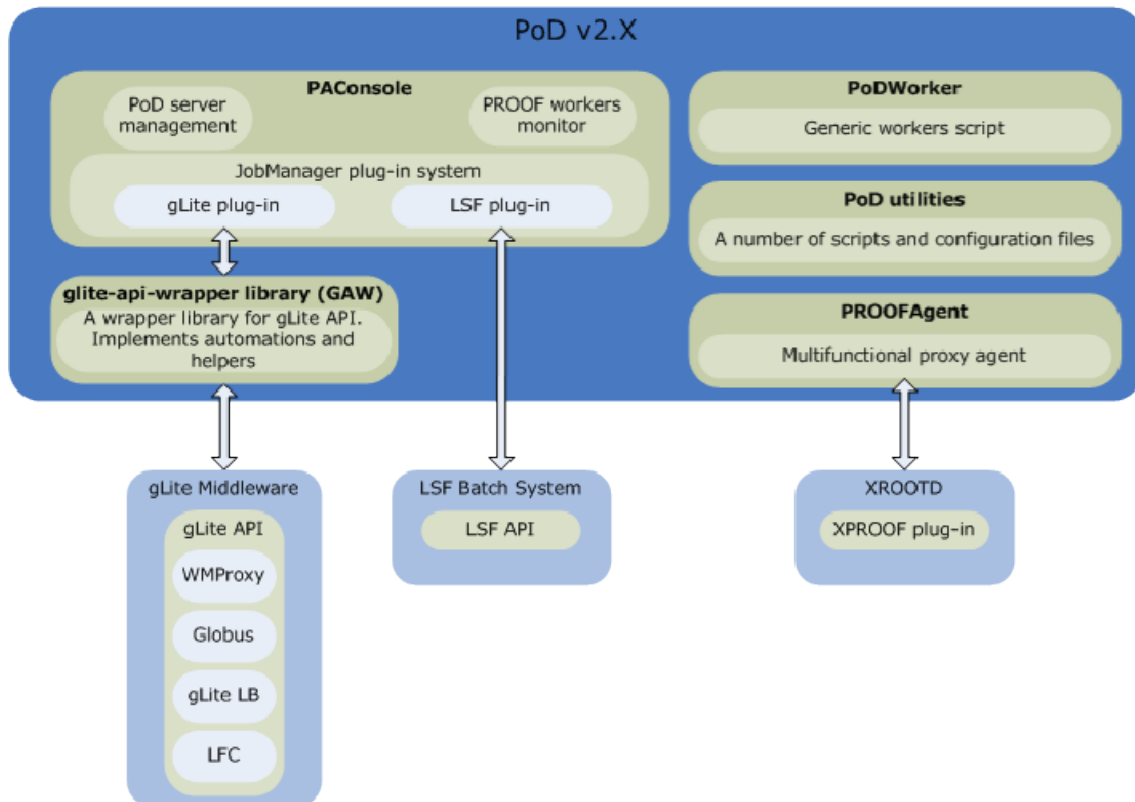 PoD v2.X
PAConsole
PoD server
management
PROOF workers
monitor
JobManager plug-in system
gLite plug-in
LSF plug-in
glite-api-wrapper library (GAW)
A wrapper library for gLite API.
Implements automations and
helpers
PoDWorker
Generic workers script
PoD utilities
A number of scripts and configuration files
PROOFAgent
Multifunctional proxy agent
gLite Middleware
gLite API
WMProxy
Globus
gLite LB
LFC
LSF Batch System
LSF API
XROOTD
XPROOF plug-in